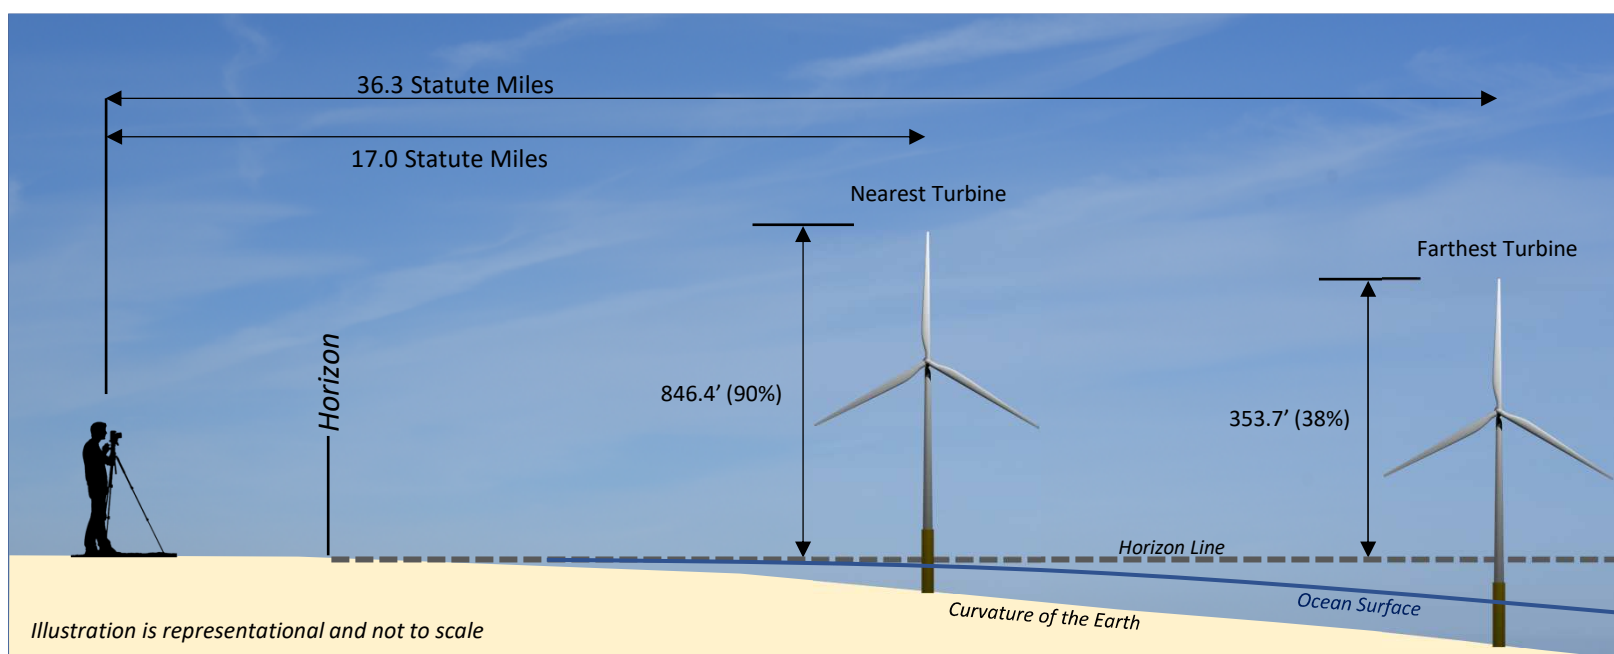 36.3 Statute Miles
17.0 Statute Miles
Nearest Turbine
Farthest Turbine
Horizon
846.4’ (90%)
353.7’ (38%)
Horizon Line
Ocean Surface
Curvature of the Earth
Illustration is representational and not to scale